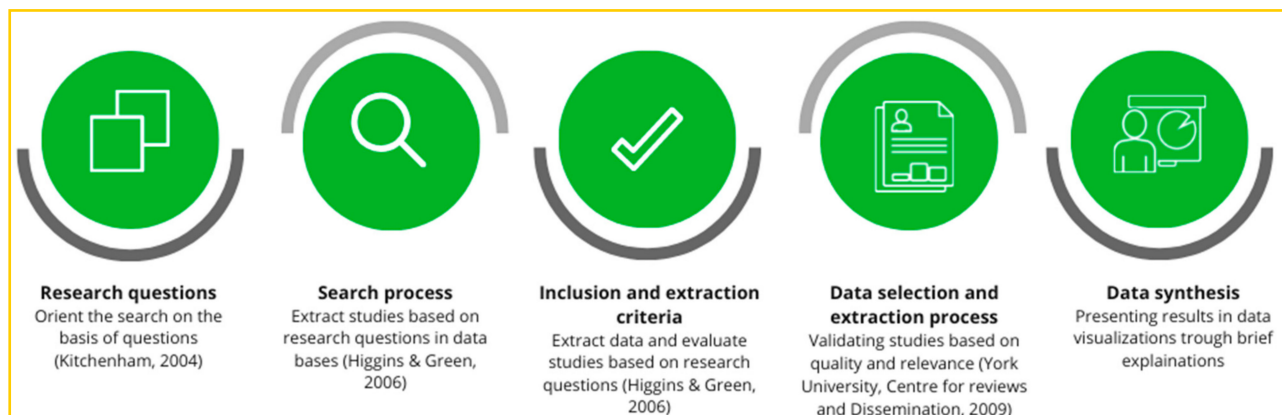 Research questions
Orient the search on the
basis of questions
(Kitchenham, 2004)
Search process
Extract studies based on
research questions in data
bases (Higgins & Green,
2006)
Inclusion and extraction
criteria
Extract data and evaluate
studies based on research
questions (Higgins & Green,
2006)
Data selection and
extraction process
Validating studies based on
quality and relevance (York
University, Centre for reviews
and Dissemination, 2009)
Data synthesis
Presenting results in data
visualizations trough brief
explainations